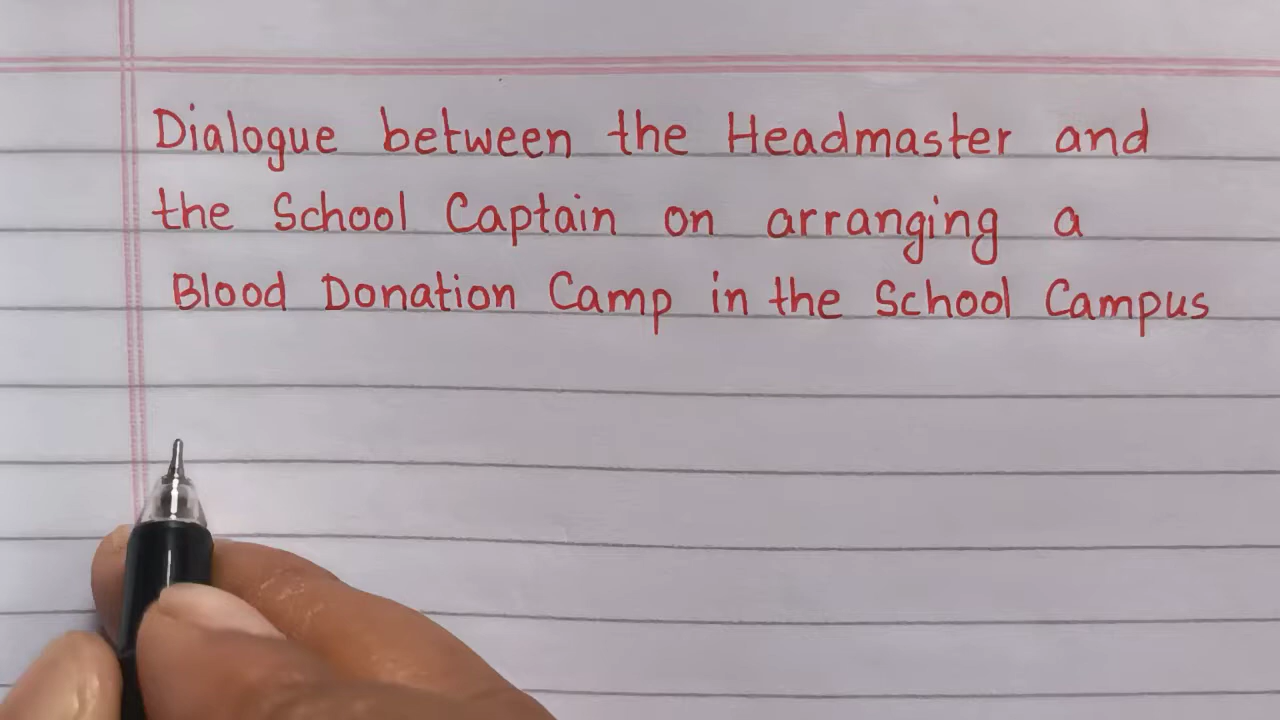 Dialogue between the Headmaster and
the School Captain on arranging a
Blood Donation Camp in the School Campus